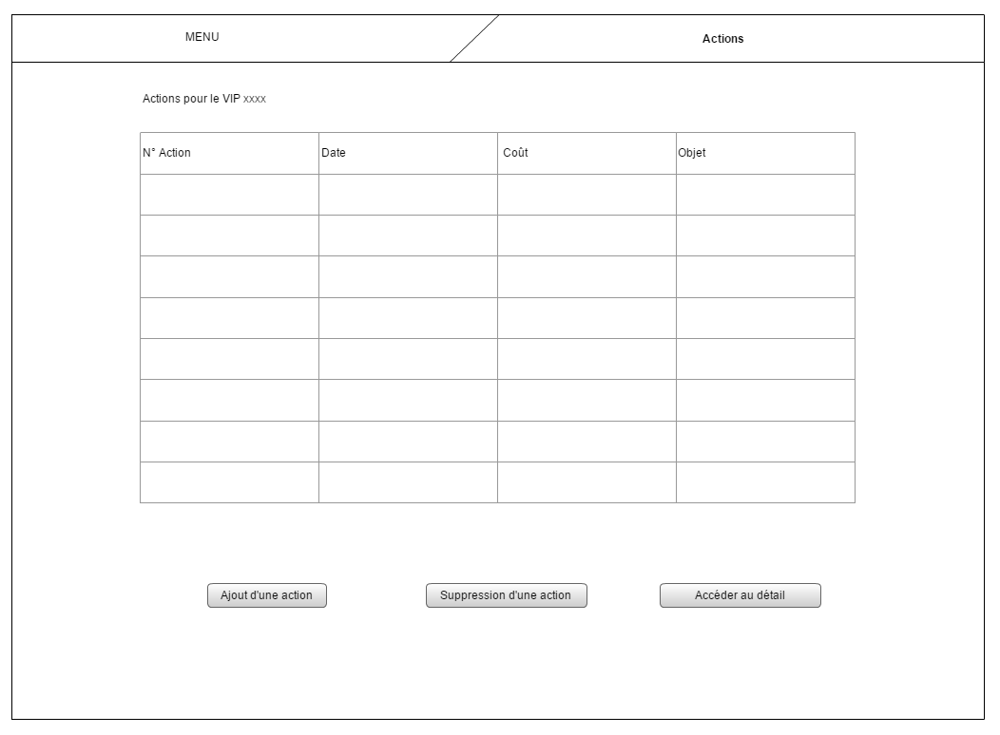 MENU
Actions
Actions pour le VIP xxxx
N° Action Date Coût Objet
Ajout d'une action Suppression d'une action Accéder au détail